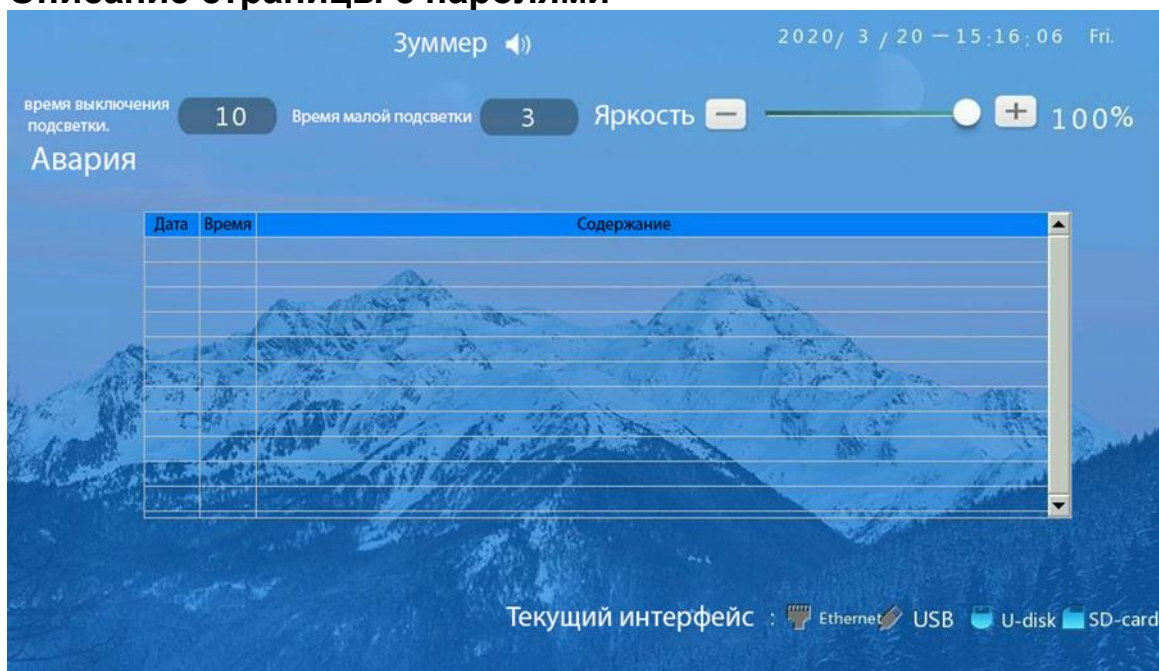 Описание страницы с паролями
Зуммер
2020/ 3 / 20 — 15:16:06 Fri.
время выключения
подсветки.
10
Время малой подсветки
3
Яркость
100%
Авария
Дата Время Содержание
Текущий интерфейс : Ethernet USB U-disk SD-card